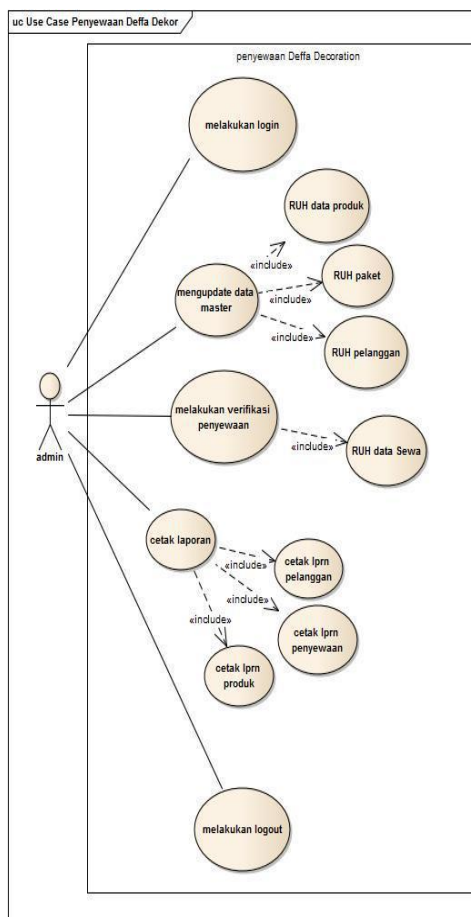 uc Use Case Penyewaan Deffa Dekor
penyewaan Deffa Decoration
melakukan login
RUH data produk
«include»
mengupdate data
master
«include»
RUH paket
«include»
RUH pelanggan
admin
melakukan verifikasi
penyewaan
«include»
RUH data Sewa
cetak laporan
«include»
cetak lprn
pelanggan
«include»
cetak lprn
penyewaan
«include»
cetak lprn
produk
melakukan logout